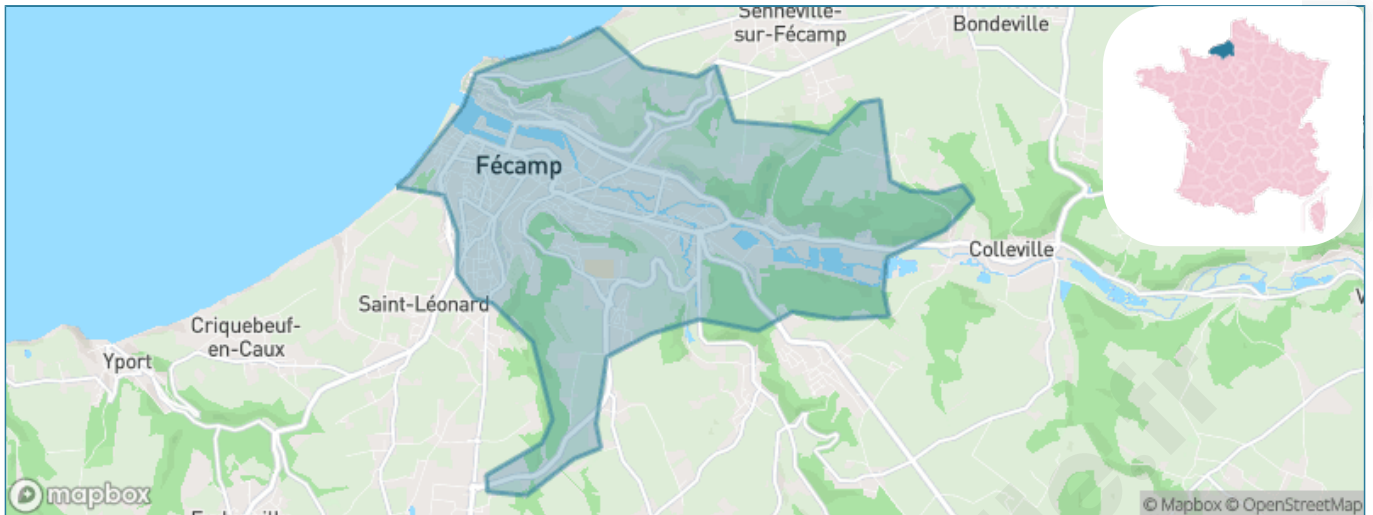 Senneville-
sur-Fécamp
Bondeville
Fécamp
Colleville
Saint-Léonard
Criquebeuf-
en-Caux
Yport
mapbox
© Mapbox © OpenStreetMap